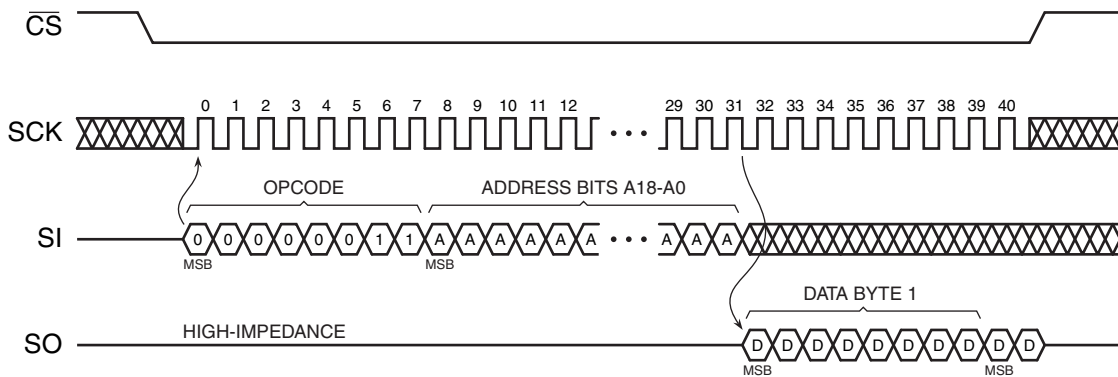 CS
0 1 2 3 4 5 6 7 8 9 10 11 12 29 30 31 32 33 34 35 36 37 38 39 40
SCK
OPCODE ADDRESS BITS A18-A0
SI 0 0 0 0 0 0 1 1 A A A A A A A A A
MSB MSB
DATA BYTE 1
HIGH-IMPEDANCE
SO D D D D D D D D D D
MSB MSB